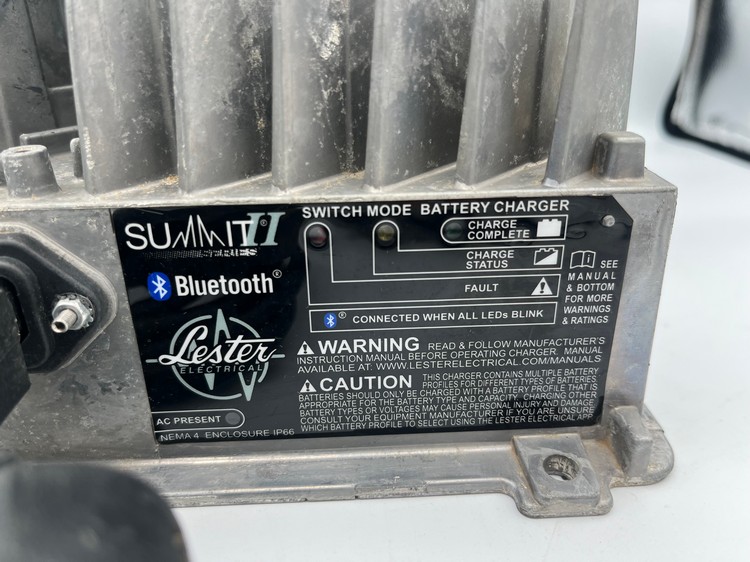 SUMMIT II®
SERIES
SWITCH MODE BATTERY CHARGER
CHARGE
COMPLETE
CHARGE
STATUS
FAULT
SEE
MANUAL
& BOTTOM
FOR MORE
WARNINGS
& RATINGS
Bluetooth®
® CONNECTED WHEN ALL LEDs BLINK
Lester
ELECTRICAL
WARNING READ & FOLLOW MANUFACTURER'S
INSTRUCTION MANUAL BEFORE OPERATING CHARGER. MANUAL
AVAILABLE AT: WWW.LESTERELECTRICAL.COM/MANUALS
CAUTION THIS CHARGER CONTAINS MULTIPLE BATTERY
PROFILES FOR DIFFERENT TYPES OF BATTERIES.
BATTERIES SHOULD ONLY BE CHARGED WITH A PROFILE THAT IS
APPROPRIATE FOR THE BATTERY TYPE AND CAPACITY. CHARGING OTHER
BATTERY TYPES OR VOLTAGES MAY CAUSE PERSONAL INJURY AND DAMAGE.
CONSULT YOUR EQUIPMENT MANUFACTURER IF YOU ARE UNSURE
WHICH BATTERY PROFILE TO SELECT USING THE LESTER ELECTRICAL APP
AC PRESENT
NEMA 4 ENCLOSURE IP66